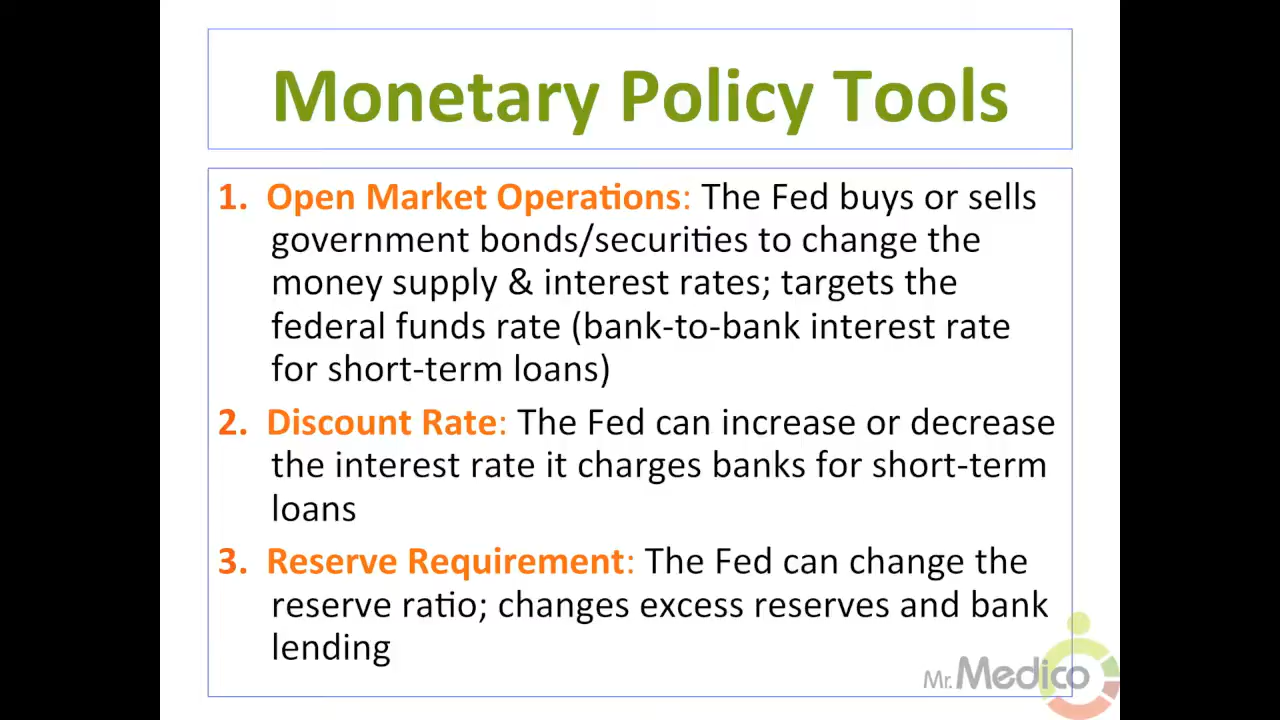 Monetary Policy Tools
1. Open Market Operations: The Fed buys or sells
government bonds/securities to change the
money supply & interest rates; targets the
federal funds rate (bank-to-bank interest rate
for short-term loans)
2. Discount Rate: The Fed can increase or decrease
the interest rate it charges banks for short-term
loans
3. Reserve Requirement: The Fed can change the
reserve ratio; changes excess reserves and bank
lending
Mr. Medico